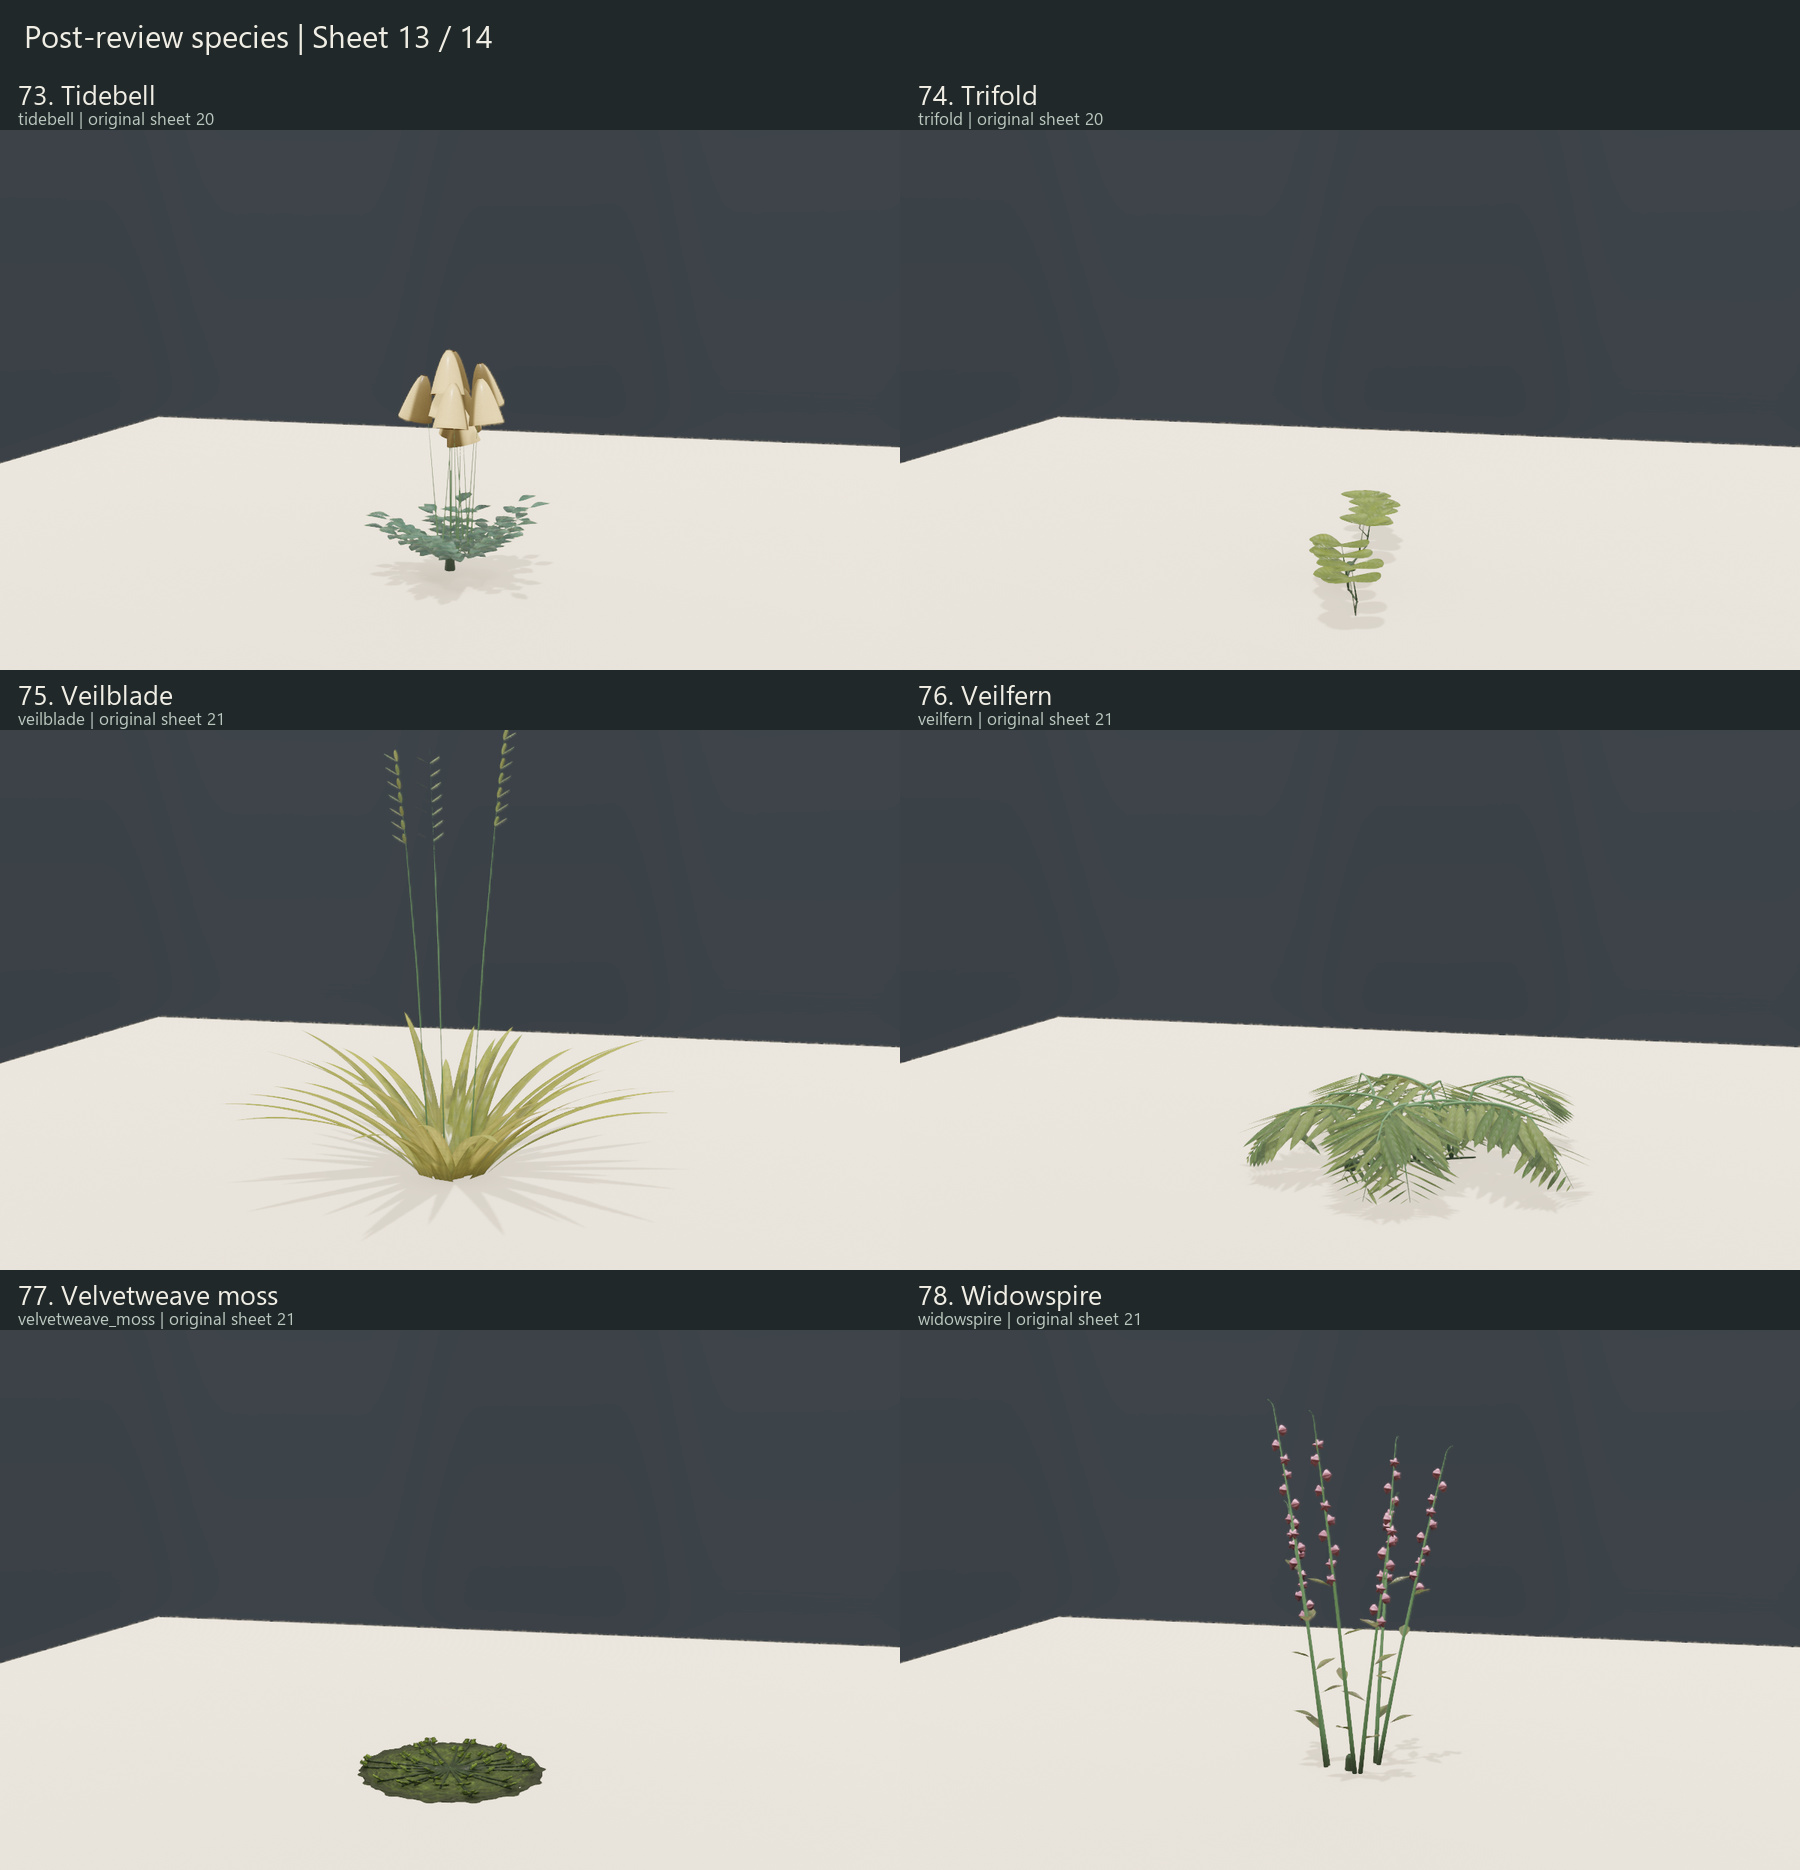 Post-review species | Sheet 13 / 14
73. Tidebell
tidebell | original sheet 20
74. Trifold
trifold | original sheet 20
75. Veilblade
veilblade | original sheet 21
76. Veilfern
veilfern | original sheet 21
77. Velvetweave moss
velvetweave_moss | original sheet 21
78. Widowspire
widowspire | original sheet 21